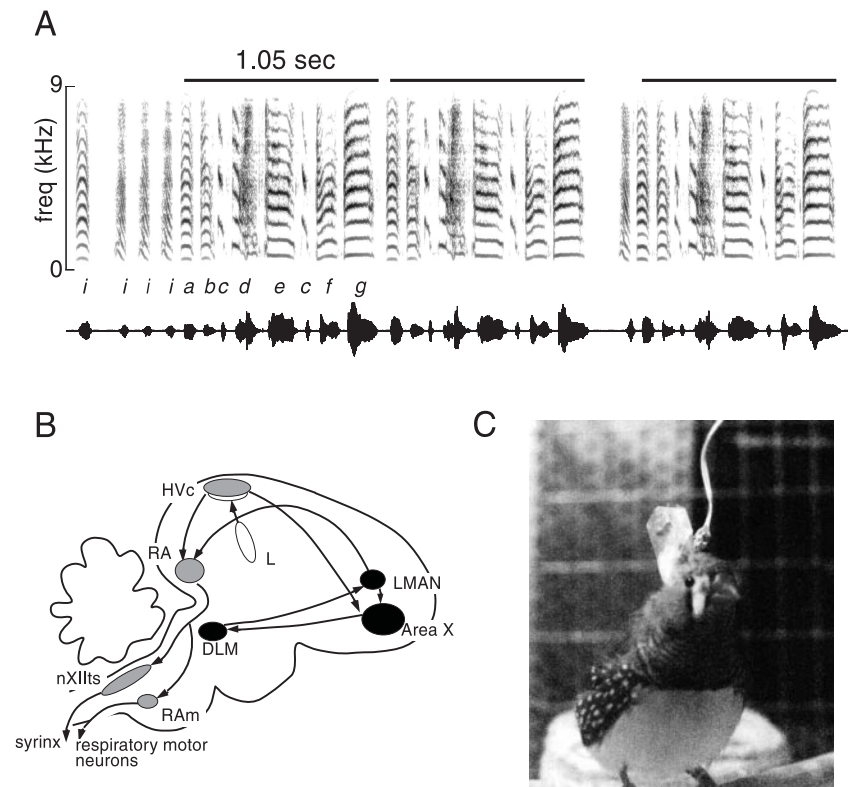 A
1.05 sec
9
freq (kHz)
0
i i i i a b c d e c f g
B
C
HVc
RA
L
LMAN
Area X
DLM
nXIIts
RAm
syrinx
respiratory motor
neurons